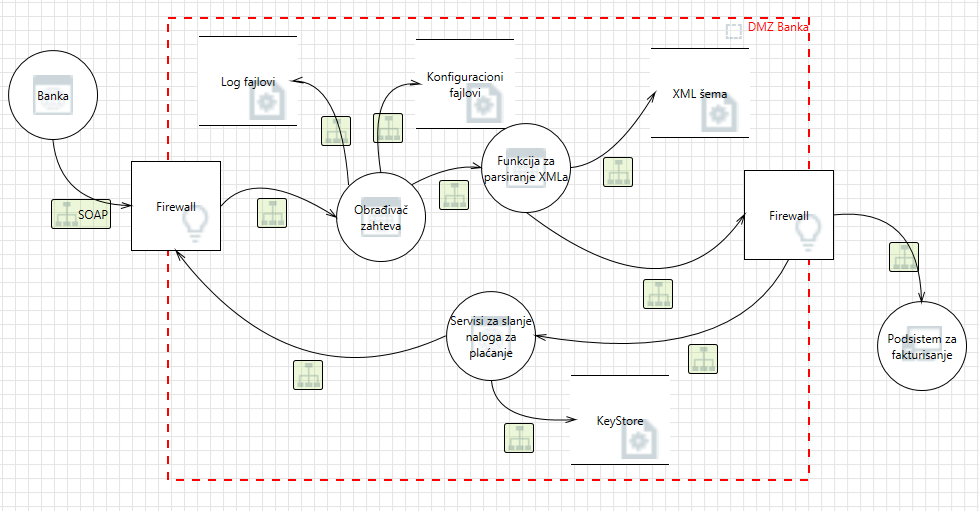 DMZ Banka
Banka
Log fajlovi
Konfiguracioni
fajlovi
XML šema
SOAP
Firewall
Obrađivač
zahteva
Funkcija za
parsiranje XMLa
Firewall
Servisi za slanje
naloga za
plaćanje
Podsistem za
fakturisanje
KeyStore